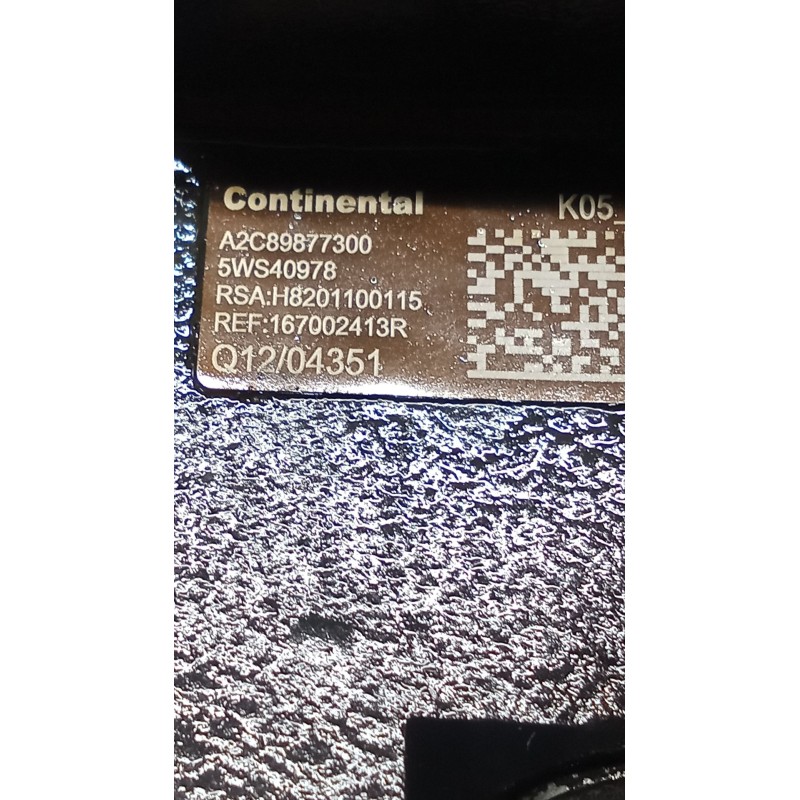 Continental
K05_
A2C89877300
5WS40978
RSA:H8201100115
REF:167002413R
Q12/04351